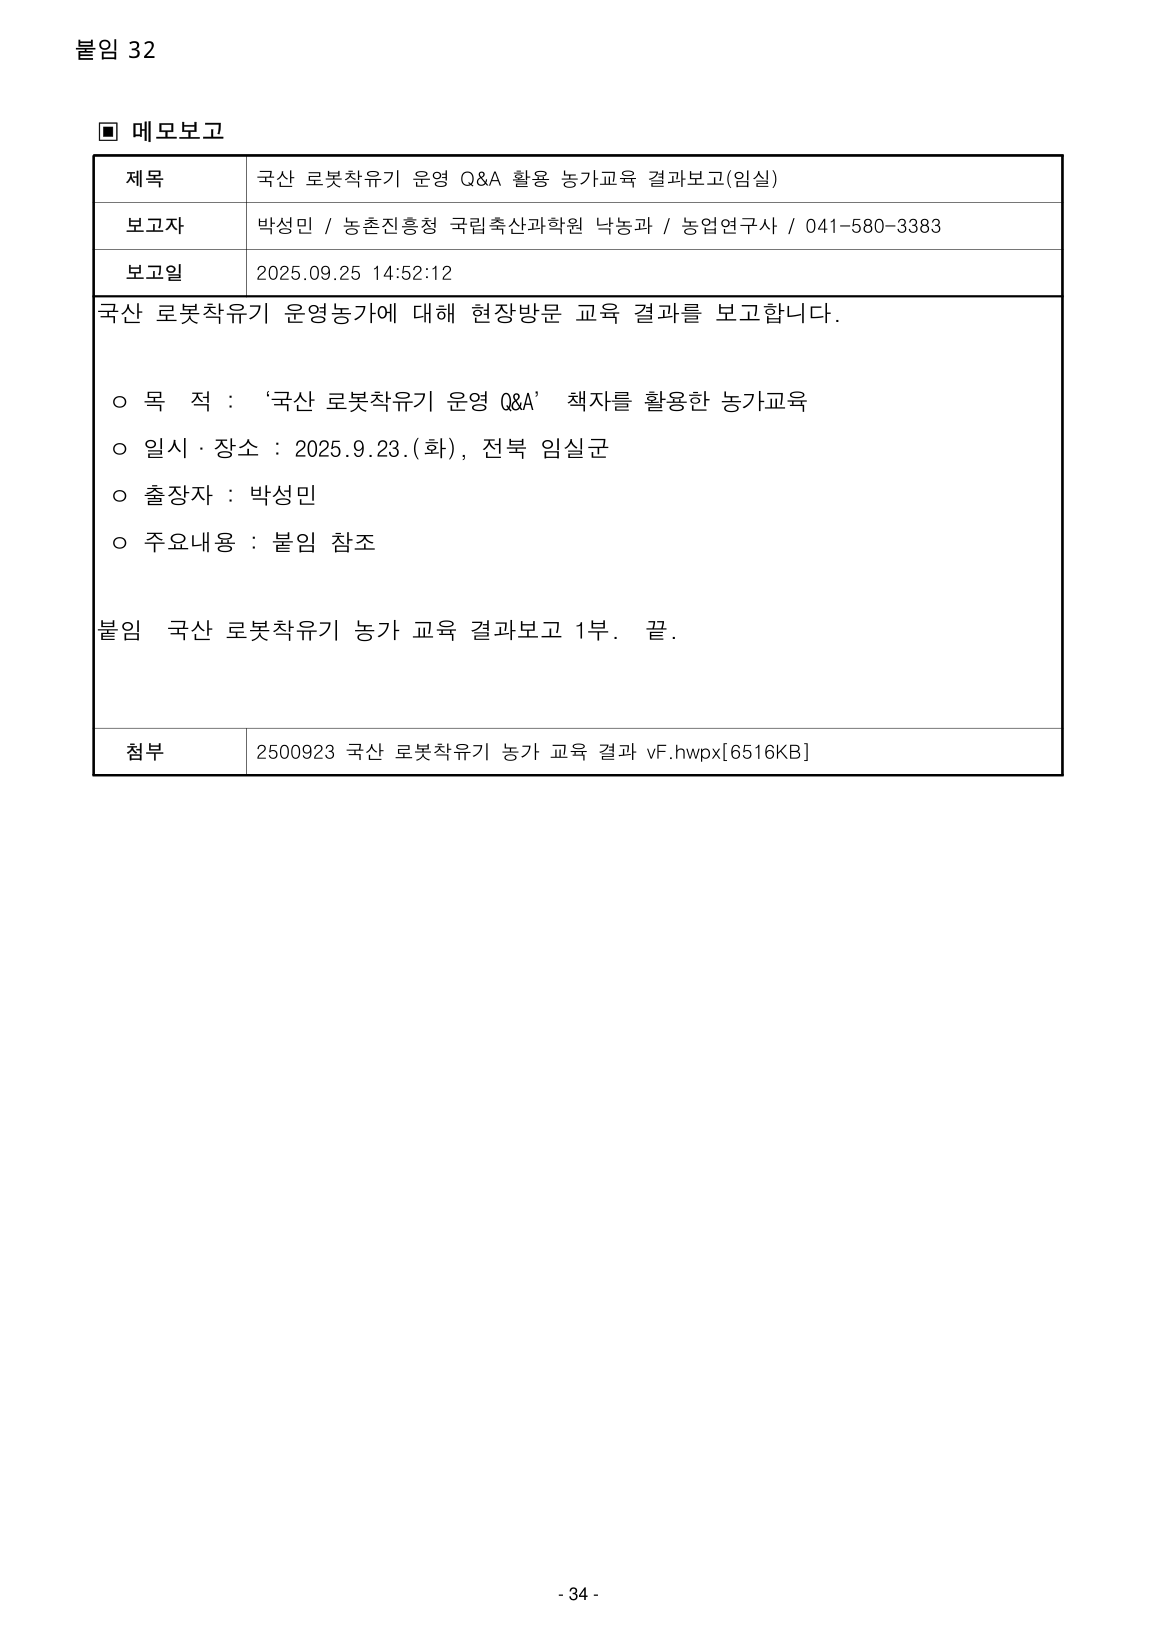 붙임 32
▣ 메모보고
제목 국산 로봇착유기 운영 Q&A 활용 농가교육 결과보고(임실)
보고자 박성민 / 농촌진흥청 국립축산과학원 낙농과 / 농업연구사 / 041-580-3383
보고일 2025.09.25 14:52:12
국산 로봇착유기 운영농가에 대해 현장방문 교육 결과를 보고합니다.
ㅇ 목 적 : ‘국산 로봇착유기 운영 Q&A’ 책자를 활용한 농가교육
ㅇ 일시 · 장소 : 2025.9.23.(화), 전북 임실군
ㅇ 출장자 : 박성민
ㅇ 주요내용 : 붙임 참조
붙임 국산 로봇착유기 농가 교육 결과보고 1부. 끝.
첨부 2500923 국산 로봇착유기 농가 교육 결과 vF.hwpx[6516KB]
- 34 -